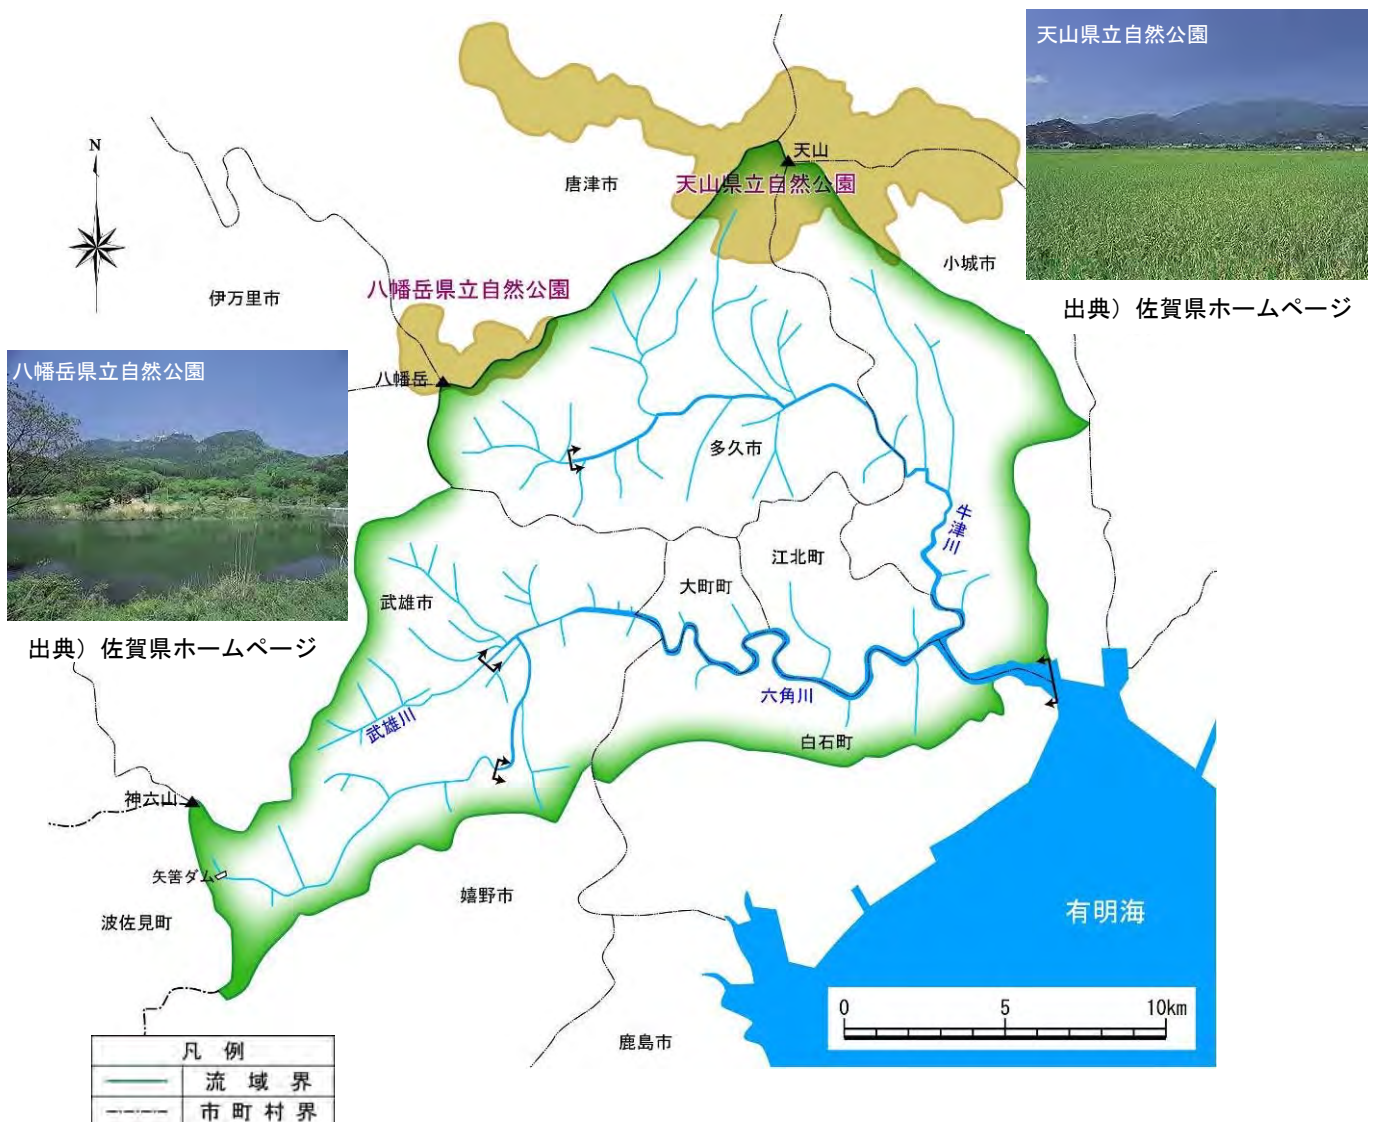 天山県立自然公園
出典）佐賀県ホームページ
N
天山
唐津市
天山県立自然公園
小城市
伊万里市
八幡岳県立自然公園
八幡岳
八幡岳県立自然公園
出典）佐賀県ホームページ
多久市
牛津川
江北町
大町町
武雄市
六角川
武雄川
白石町
神六山
矢筈ダム
波佐見町
嬉野市
有明海
鹿島市
0 5 10km
凡例
流域界
市町村界